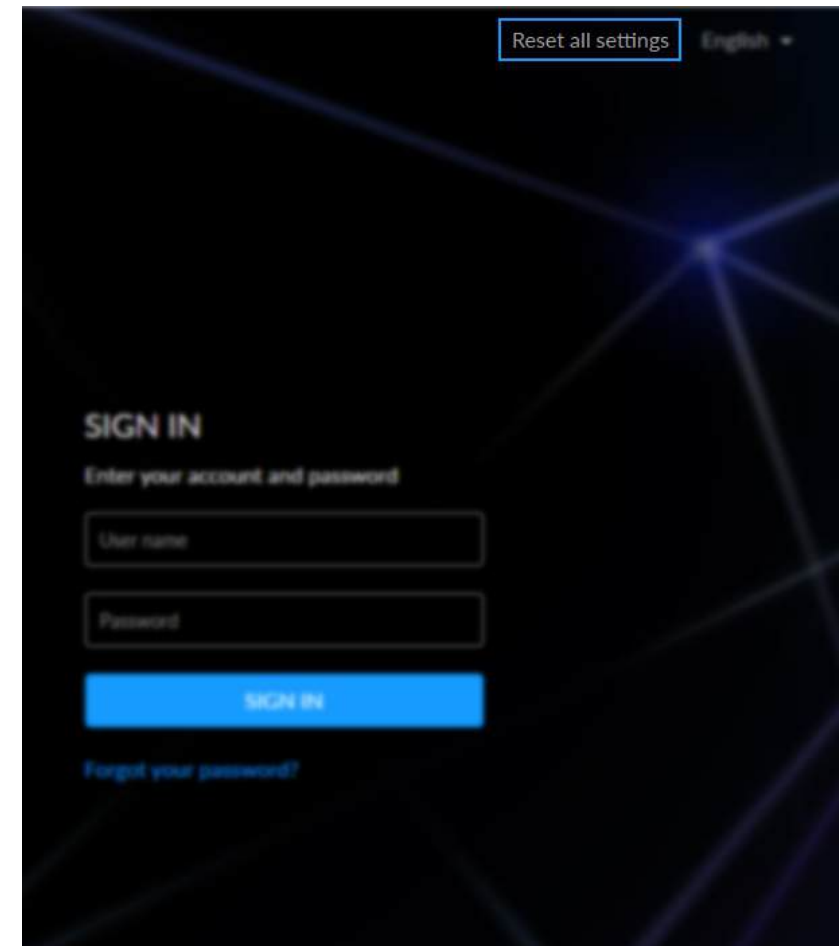 Reset all settings
English
SIGN IN
Enter your account and password
User name
Password
SIGN IN
Forgot your password?